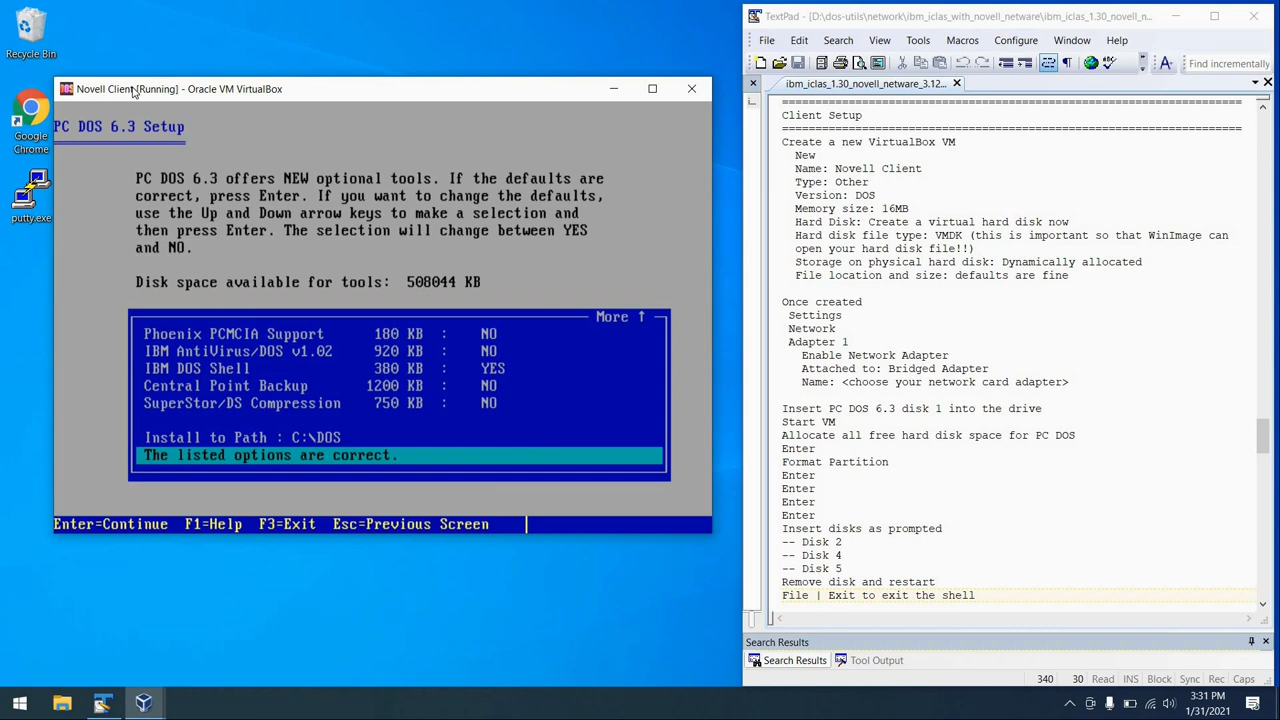 Recycle Bin
Google
Chrome
putty.exe
Novell Client [Running] - Oracle VM VirtualBox
PC DOS 6.3 Setup
PC DOS 6.3 offers NEW optional tools. If the defaults are
correct, press Enter. If you want to change the defaults,
use the Up and Down arrow keys to make a selection and
then press Enter. The selection will change between YES
and NO.
Disk space available for tools: 508044 KB
More ↑
Phoenix PCMCIA Support 180 KB : NO
IBM AntiVirus/DOS v1.02 920 KB : NO
IBM DOS Shell 380 KB : YES
Central Point Backup 1200 KB : NO
SuperStor/DS Compression 750 KB : NO
Install to Path : C:\DOS
The listed options are correct.
Enter=Continue F1=Help F3=Exit Esc=Previous Screen
TextPad - [D:\dos-utils\network\ibm_iclas_with_novell_netware\ibm_iclas_1.30_novell_n...
File Edit Search View Tools Macros Configure Window Help
Find incrementally
ibm_iclas_1.30_novell_netware_3.12...
==============================================================
Client Setup
==============================================================
Create a new VirtualBox VM
New
Name: Novell Client
Type: Other
Version: DOS
Memory size: 16MB
Hard Disk: Create a virtual hard disk now
Hard disk file type: VMDK (this is important so that WinImage can
open your hard disk file!!)
Storage on physical hard disk: Dynamically allocated
File location and size: defaults are fine
Once created
Settings
Network
Adapter 1
Enable Network Adapter
Attached to: Bridged Adapter
Name: <choose your network card adapter>
Insert PC DOS 6.3 disk 1 into the drive
Start VM
Allocate all free hard disk space for PC DOS
Enter
Format Partition
Enter
Enter
Enter
Enter
Insert disks as prompted
-- Disk 2
-- Disk 4
-- Disk 5
Remove disk and restart
File | Exit to exit the shell
Search Results
Search Results Tool Output
340 30 Read INS Block Sync Rec Caps
3:31 PM
1/31/2021